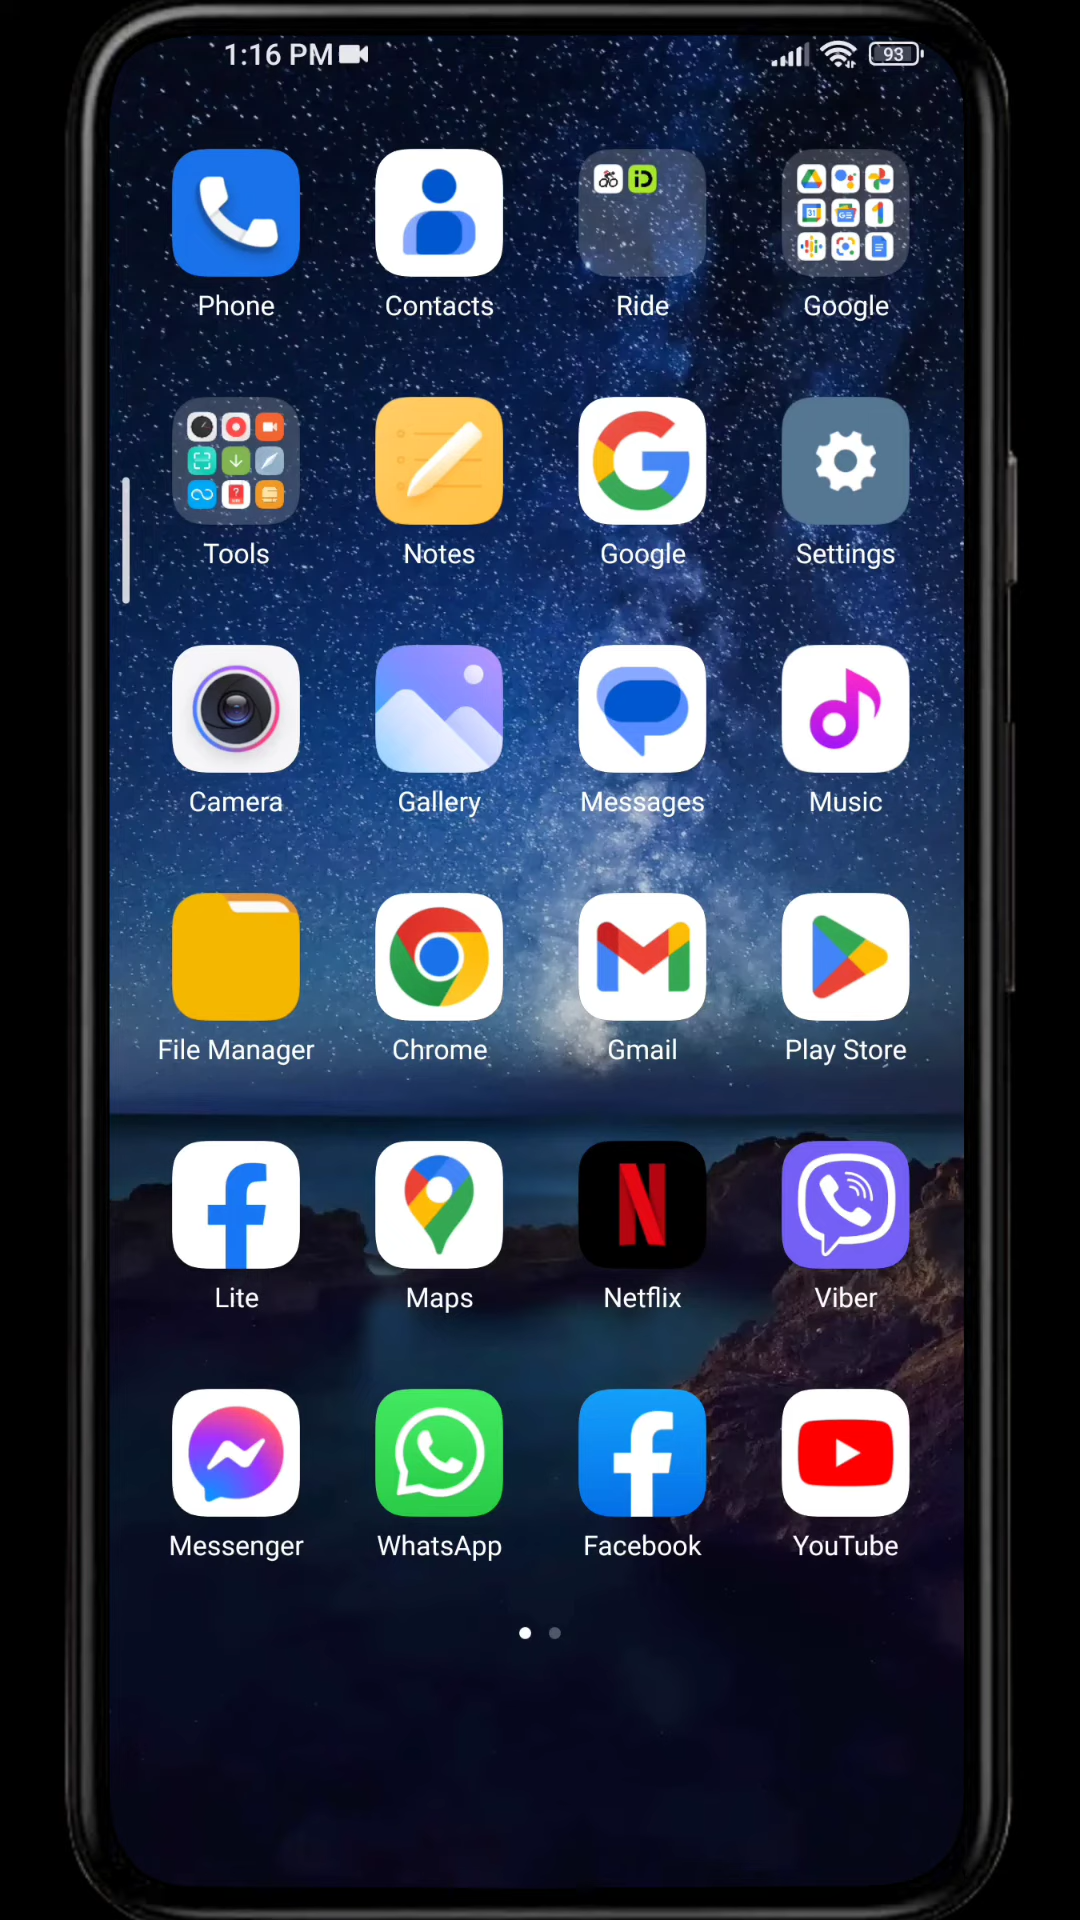 1:16 PM 93
Phone Contacts Ride Google
Tools Notes Google Settings
Camera Gallery Messages Music
File Manager Chrome Gmail Play Store
Lite Maps Netflix Viber
Messenger WhatsApp Facebook YouTube